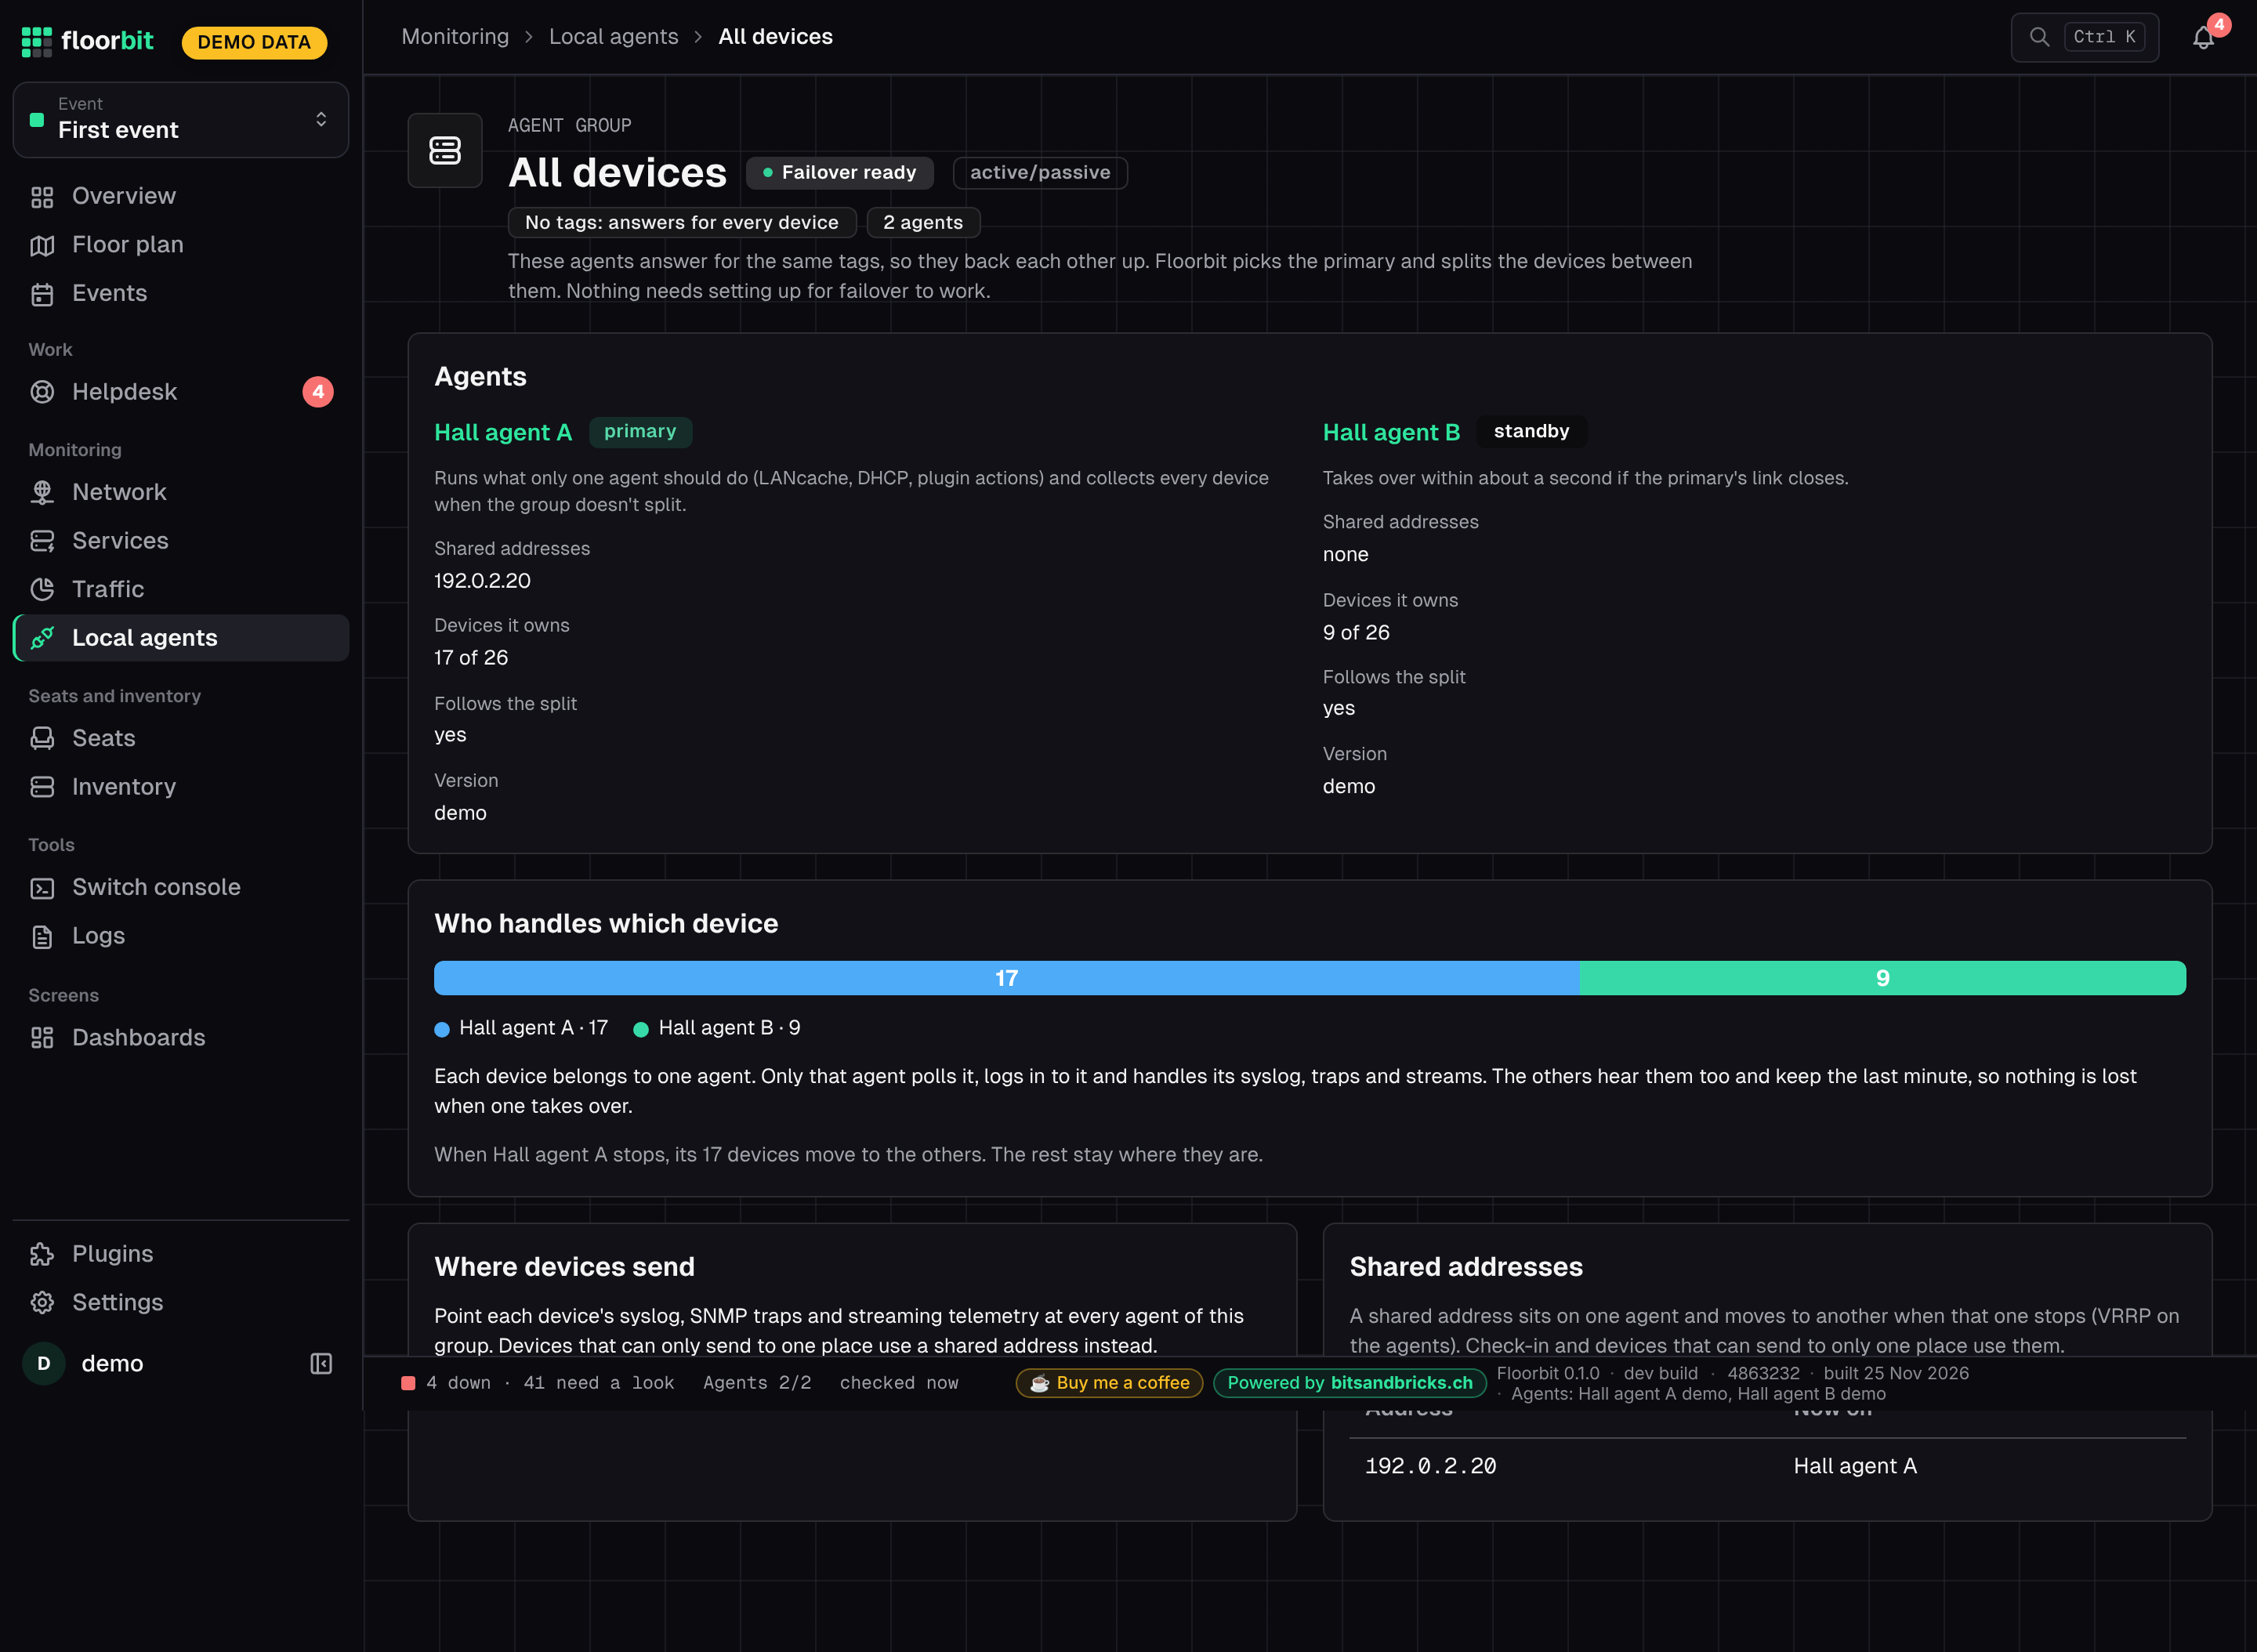 floorbit
DEMO DATA
Event
First event
Overview
Floor plan
Events
Work
Helpdesk
4
Monitoring
Network
Services
Traffic
Local agents
Seats and inventory
Seats
Inventory
Tools
Switch console
Logs
Screens
Dashboards
Plugins
Settings
D
demo
Monitoring > Local agents > All devices
Ctrl K
4
AGENT GROUP
All devices
Failover ready
active/passive
No tags: answers for every device
2 agents
These agents answer for the same tags, so they back each other up. Floorbit picks the primary and splits the devices between
them. Nothing needs setting up for failover to work.
Agents
Hall agent A primary
Runs what only one agent should do (LANcache, DHCP, plugin actions) and collects every device
when the group doesn't split.
Shared addresses
192.0.2.20
Devices it owns
17 of 26
Follows the split
yes
Version
demo
Hall agent B standby
Takes over within about a second if the primary's link closes.
Shared addresses
none
Devices it owns
9 of 26
Follows the split
yes
Version
demo
Who handles which device
17
9
Hall agent A · 17
Hall agent B · 9
Each device belongs to one agent. Only that agent polls it, logs in to it and handles its syslog, traps and streams. The others hear them too and keep the last minute, so nothing is lost
when one takes over.
When Hall agent A stops, its 17 devices move to the others. The rest stay where they are.
Where devices send
Point each device's syslog, SNMP traps and streaming telemetry at every agent of this
group. Devices that can only send to one place use a shared address instead.
Shared addresses
A shared address sits on one agent and moves to another when that one stops (VRRP on
the agents). Check-in and devices that can send to only one place use them.
4 down · 41 need a look
Agents 2/2
checked now
Buy me a coffee
Powered by bitsandbricks.ch
Floorbit 0.1.0 · dev build · 4863232 · built 25 Nov 2026
· Agents: Hall agent A demo, Hall agent B demo
192.0.2.20
Hall agent A